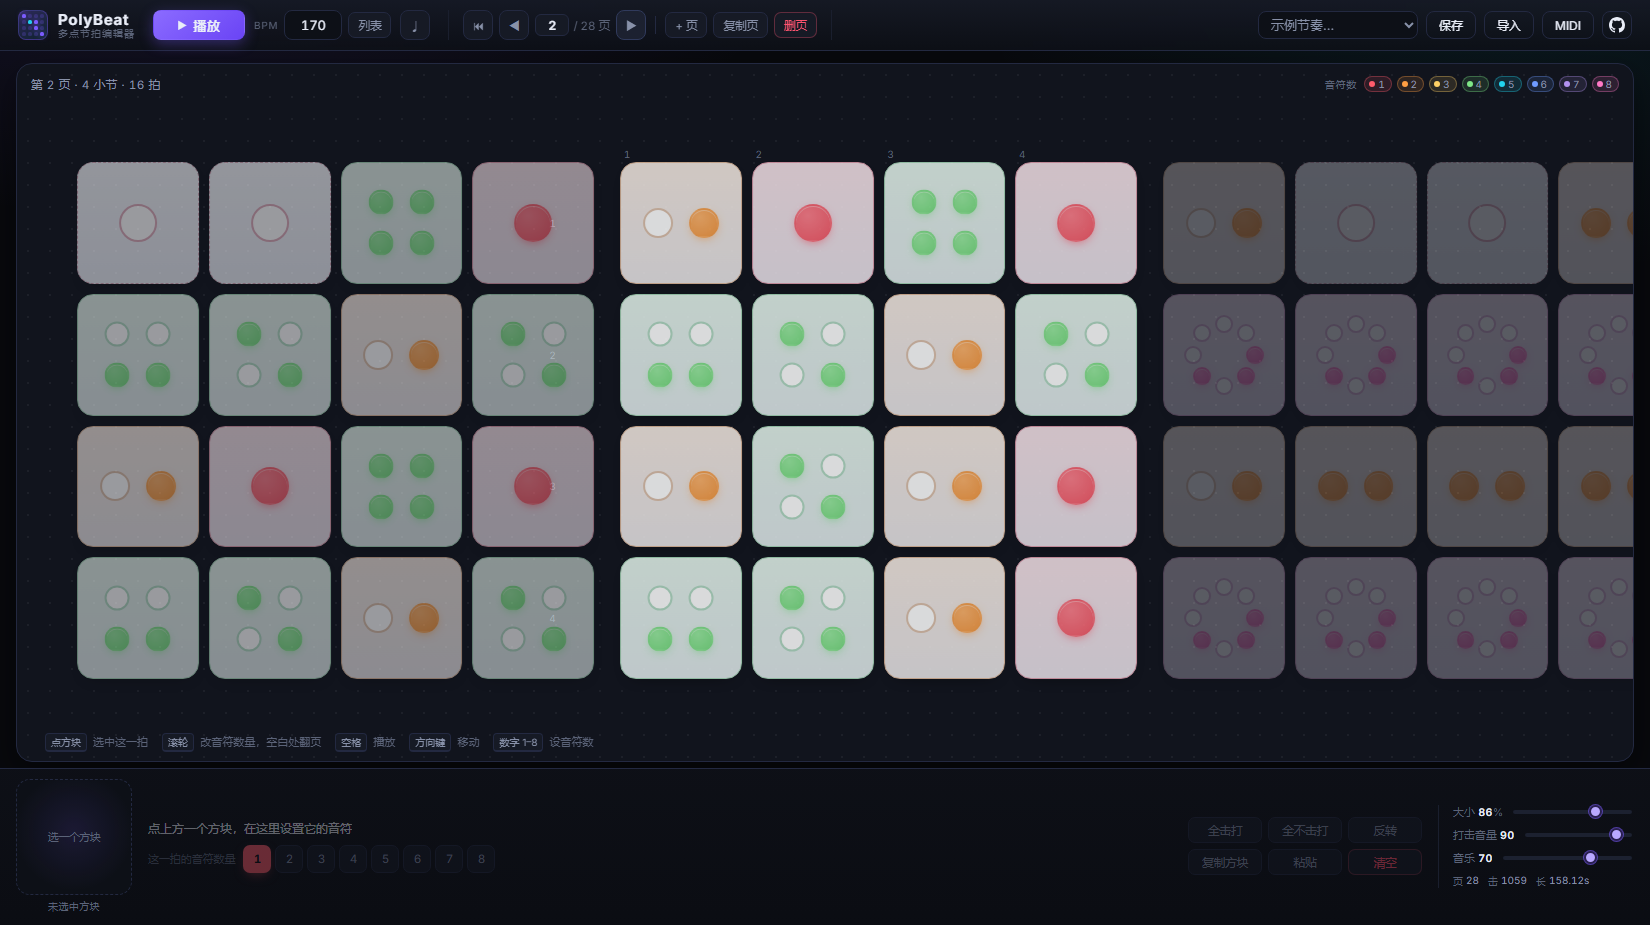 PolyBeat
多点节拍编辑器
▶ 播放
BPM 170 列表 ♩
⏮ ◀ 2 / 28 页 ▶
+ 页 复制页 删页
示例节奏... 保存 导入 MIDI
第 2 页 · 4 小节 · 16 拍
音符数 1 2 3 4 5 6 7 8
1 2 3 4
1
2
3
4
点方块 选中这一拍 滚轮 改音符数量，空白处翻页 空格 播放 方向键 移动 数字 1-8 设音符数
选一个方块
未选中方块
点上方一个方块，在这里设置它的音符
这一拍的音符数量 1 2 3 4 5 6 7 8
全击打 全不击打 反转
复制方块 粘贴 清空
大小 86%
打击音量 90
音乐 70
页 28 击 1059 长 158.12s